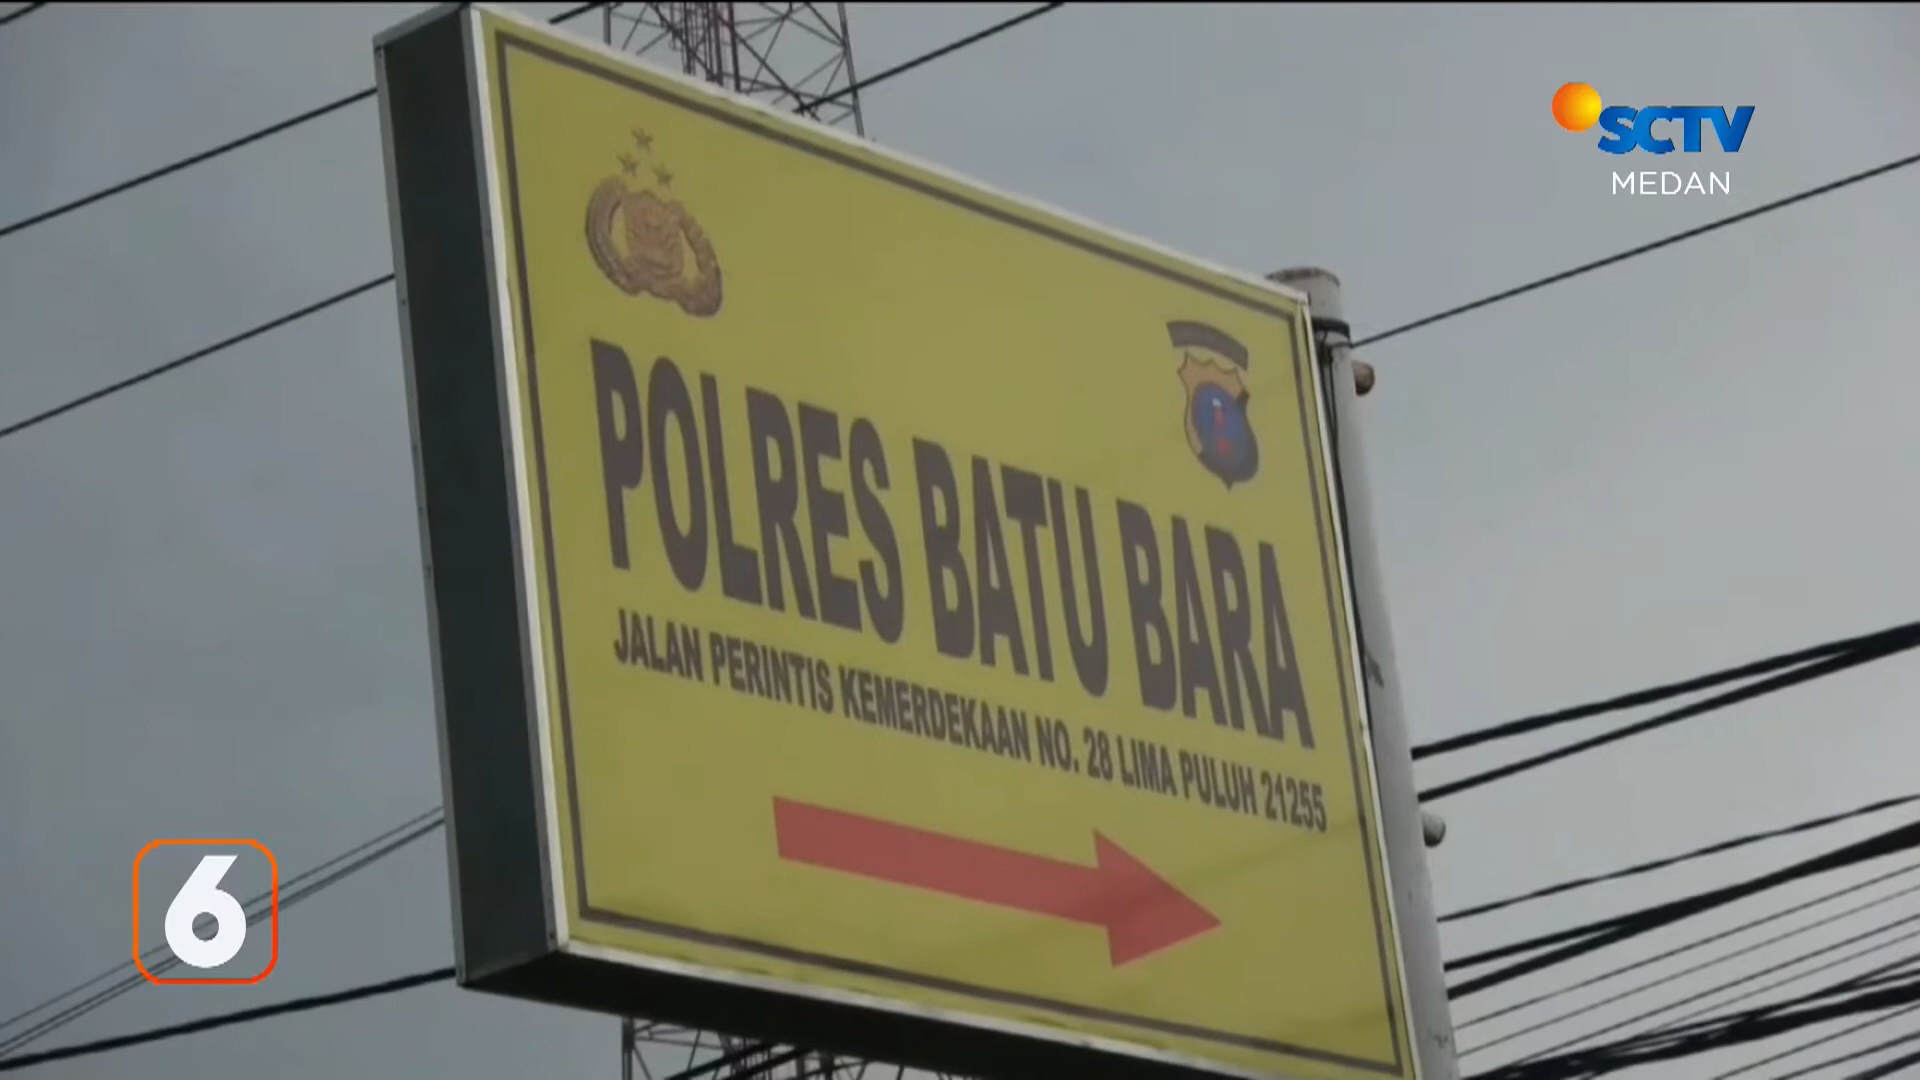 SCTV
MEDAN
POLRES BATU BARA
JALAN PERINTIS KEMERDEKAAN NO. 28 LIMA PULUH 21255
6